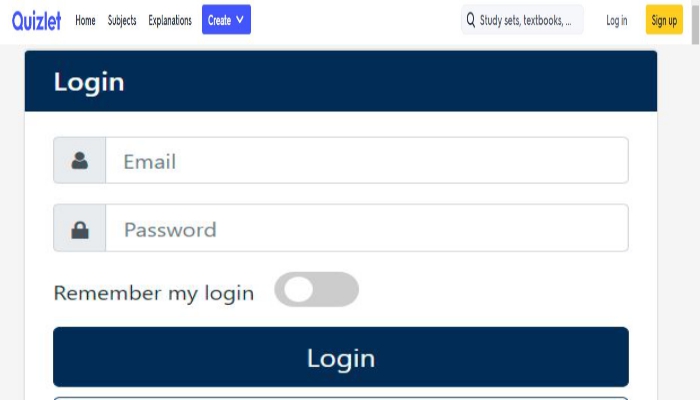 Quizlet Home Subjects Explanations Create Study sets, textbooks, ... Log in Sign up
Login
Email
Password
Remember my login
Login